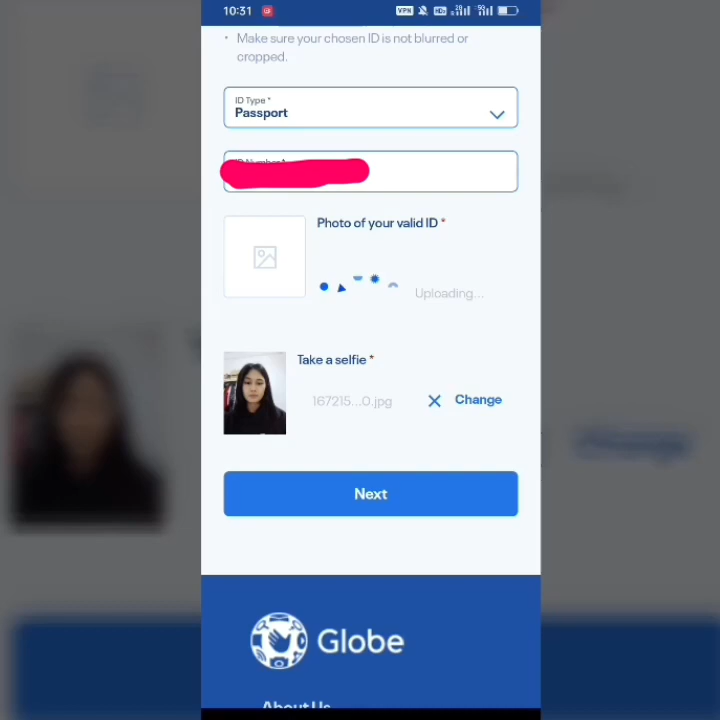 10:31
VPN
Make sure your chosen ID is not blurred or
cropped.
ID Type *
Passport
Photo of your valid ID *
Uploading...
Take a selfie *
167215...0.jpg
Change
Next
Globe
About Us